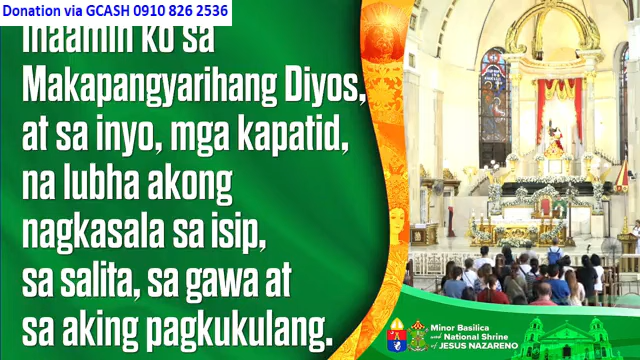 Donation via GCASH 0910 826 2536
Inaamin ko sa
Makapangyarihang Diyos,
at sa inyo, mga kapatid,
na lubha akong
nagkasala sa isip,
sa salita, sa gawa at
sa aking pagkukulang.
Minor Basilica
and National Shrine
of JESUS NAZARENO